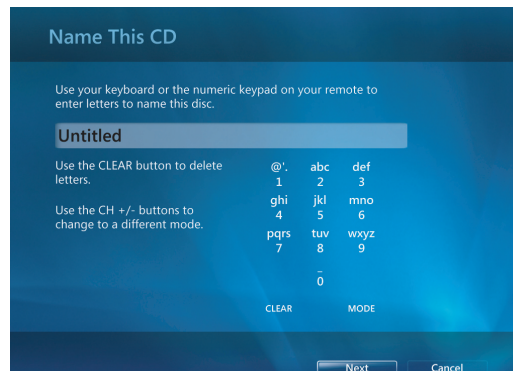 Name This CD
Use your keyboard or the numeric keypad on your remote to
enter letters to name this disc.
Untitled
Use the CLEAR button to delete
letters.
Use the CH +/- buttons to
change to a different mode.
@'. abc def
1 2 3
ghi jkl mno
4 5 6
pqrs tuv wxyz
7 8 9
_
0
CLEAR MODE
Next Cancel